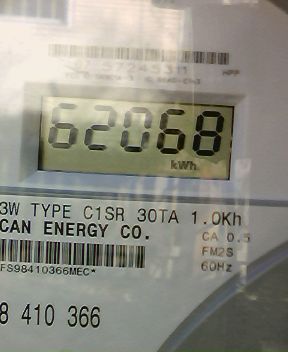 62068
kWh
3W TYPE C1SR 30TA 1.0Kh
CAN ENERGY CO.
CA 0.5
FM2S
60Hz
FS98410366MEC*
8 410 366